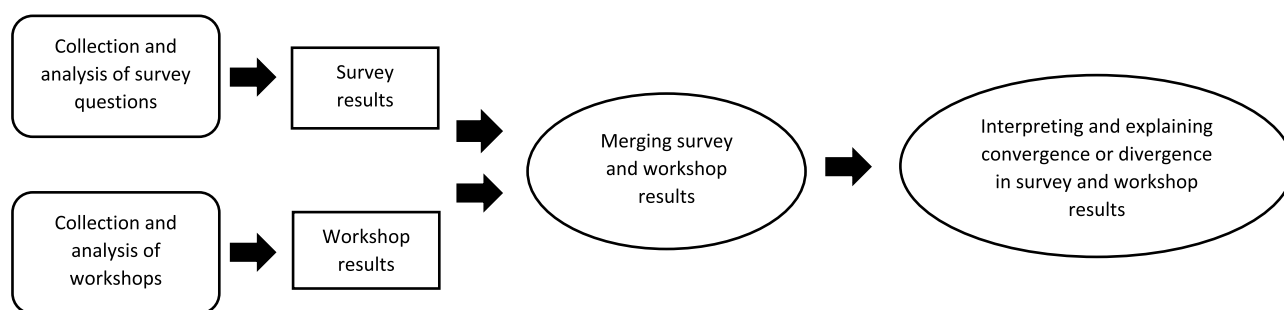 Collection and
analysis of survey
questions
Survey
results
Collection and
analysis of
workshops
Workshop
results
Merging survey
and workshop
results
Interpreting and explaining
convergence or divergence
in survey and workshop
results